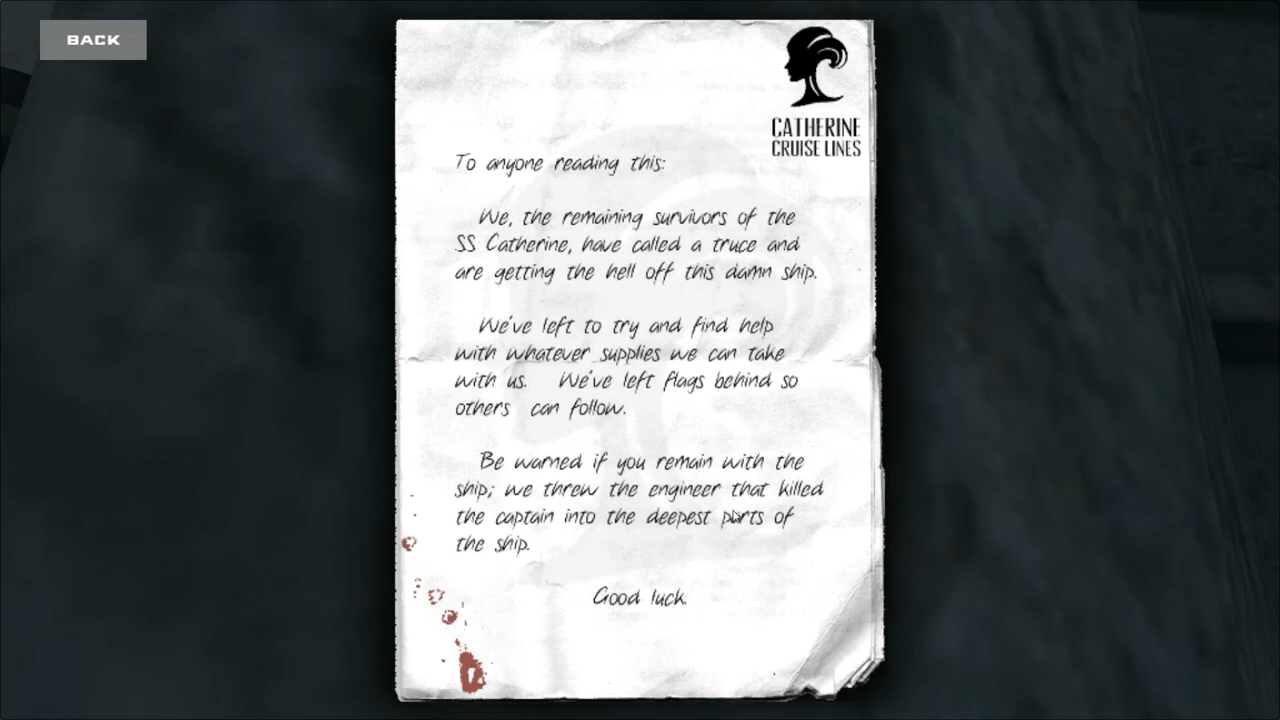 BACK
CATHERINE
CRUISE LINES
To anyone reading this:
We, the remaining survivors of the
SS Catherine, have called a truce and
are getting the hell off this damn ship.
We've left to try and find help
with whatever supplies we can take
with us. We've left flags behind so
others can follow.
Be warned if you remain with the
ship; we threw the engineer that killed
the captain into the deepest parts of
the ship.
Good luck.